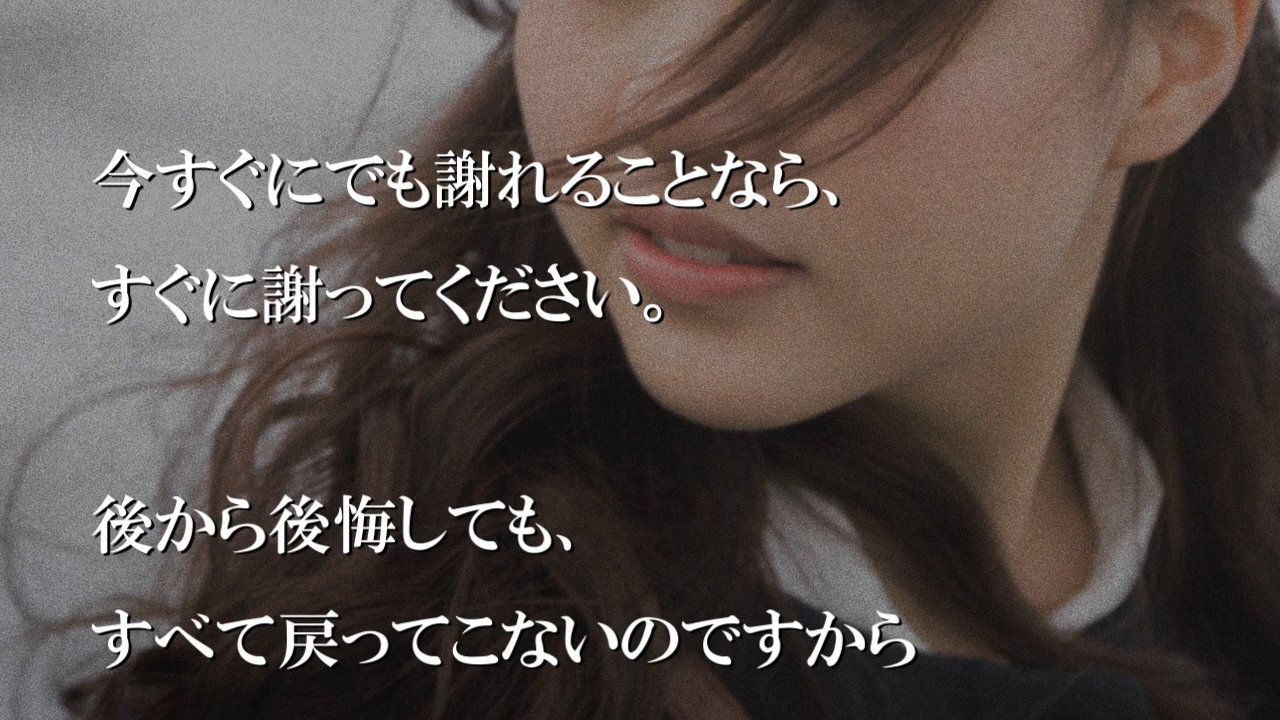 今すぐにでも謝れることなら、
すぐに謝ってください。
後から後悔しても、
すべて戻ってこないのですから